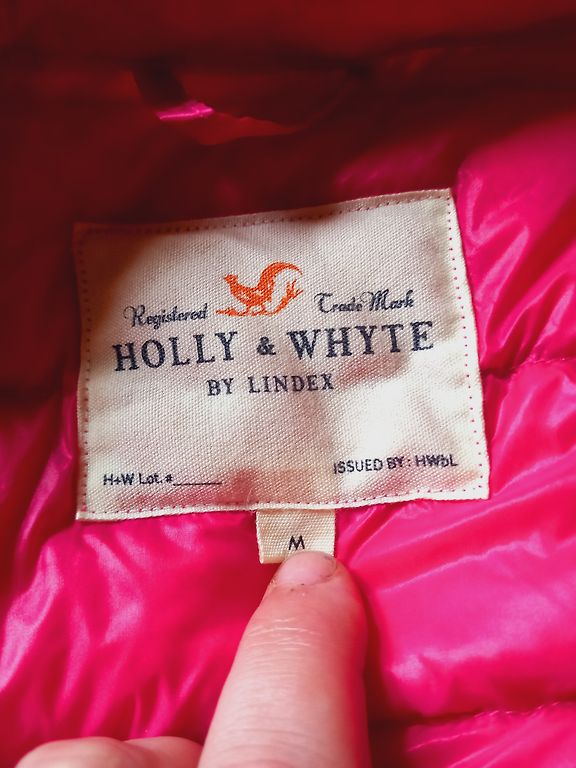 Registered Trade Mark
HOLLY & WHYTE
BY LINDEX
H+W Lot.#______ ISSUED BY: HWbL
M